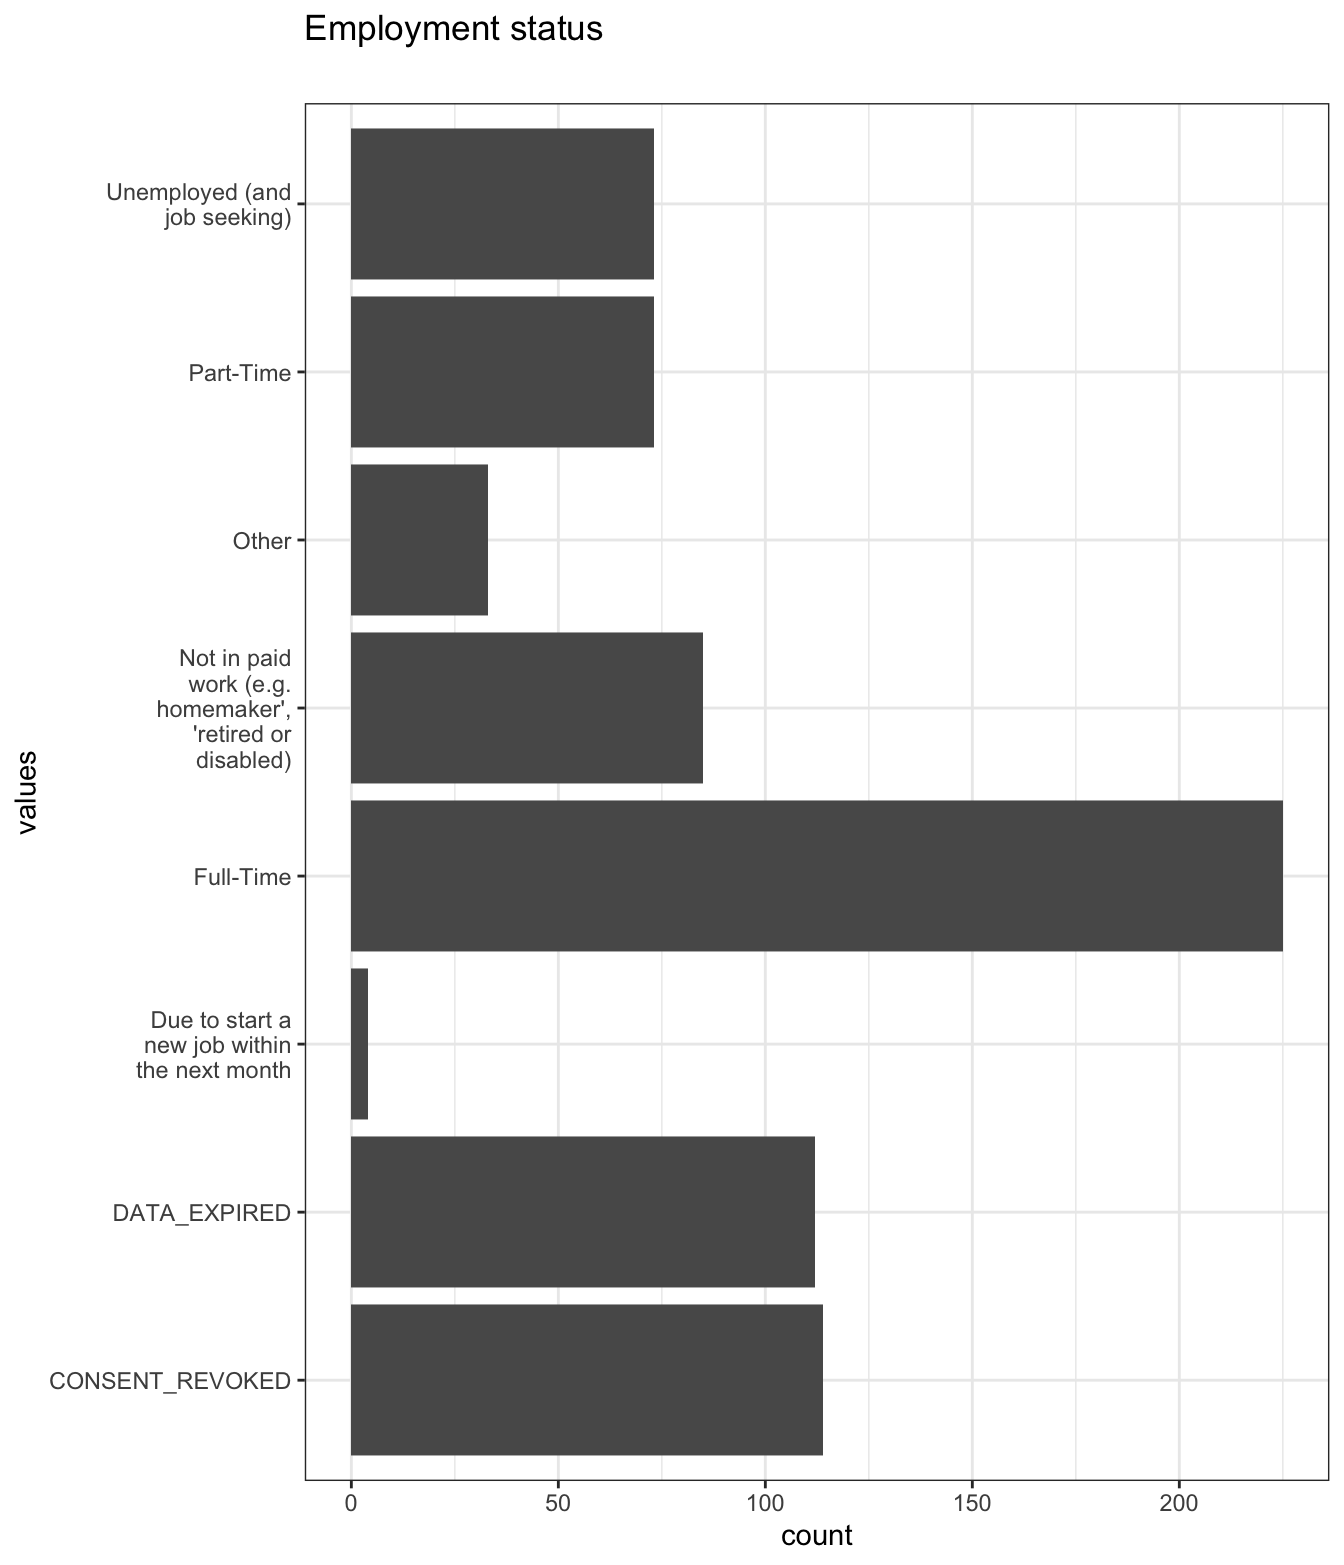 Employment status
Unemployed (and
job seeking)
Part-Time
Other
Not in paid
work (e.g.
homemaker',
'retired or
disabled)
values
Full-Time
Due to start a
new job within
the next month
DATA_EXPIRED
CONSENT_REVOKED
0 50 100 150 200
count